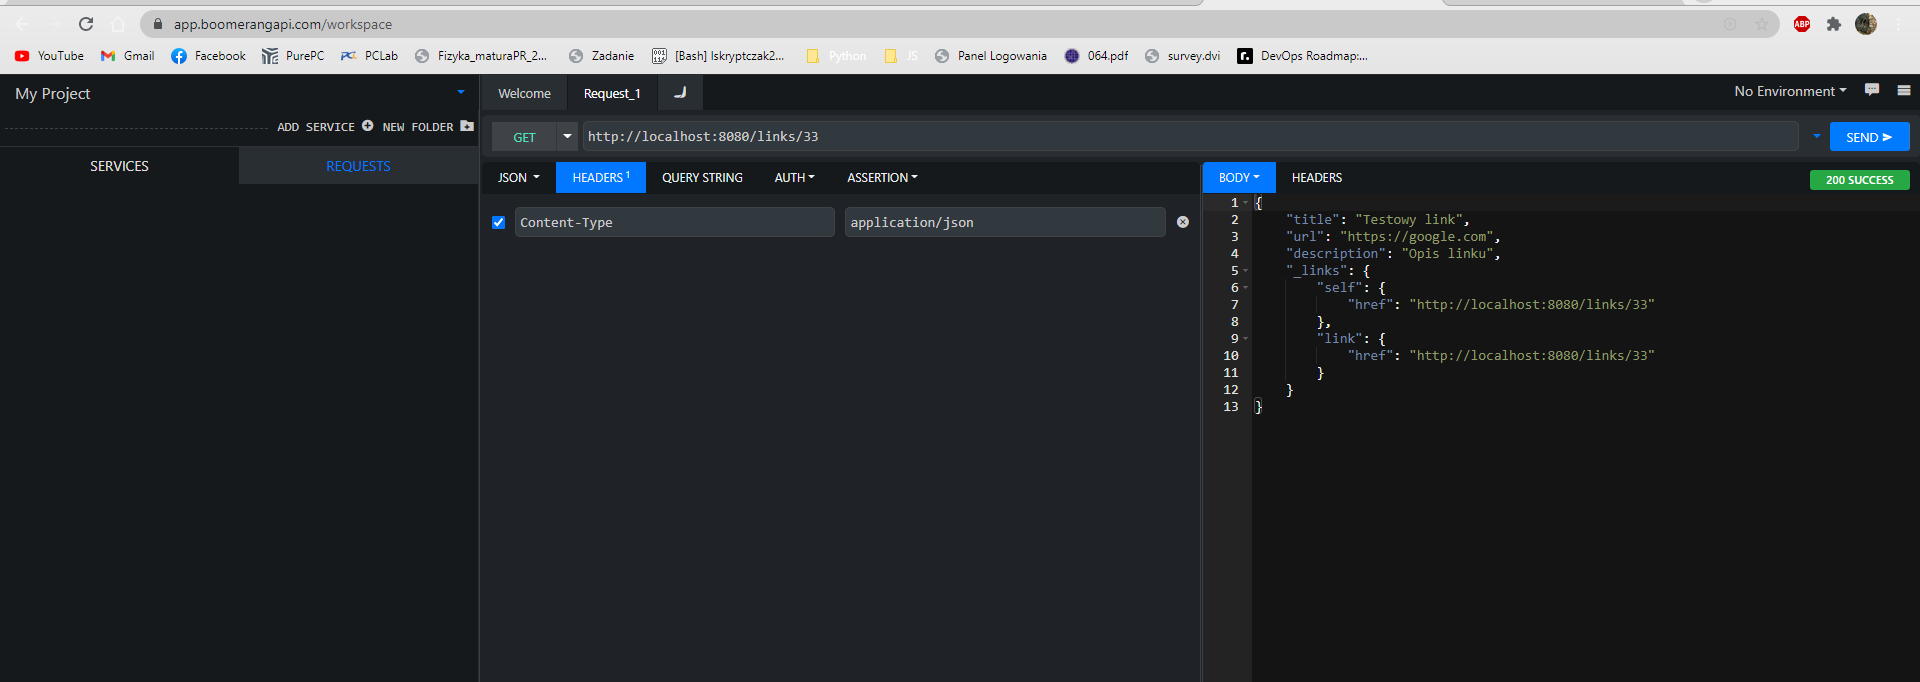 app.boomerangapi.com/workspace
ABP
YouTube Gmail Facebook PurePC PCLab Fizyka_maturaPR_2... Zadanie [Bash] Iskryptczak2... Python JS Panel Logowania 064.pdf survey.dvi DevOps Roadmap:...
My Project
ADD SERVICE NEW FOLDER
SERVICES REQUESTS
Welcome Request_1
No Environment
GET http://localhost:8080/links/33 SEND
JSON HEADERS 1 QUERY STRING AUTH ASSERTION
Content-Type application/json
BODY HEADERS 200 SUCCESS
1 {
2 "title": "Testowy link",
3 "url": "https://google.com",
4 "description": "Opis linku",
5 "_links": {
6 "self": {
7 "href": "http://localhost:8080/links/33"
8 },
9 "link": {
10 "href": "http://localhost:8080/links/33"
11 }
12 }
13 }